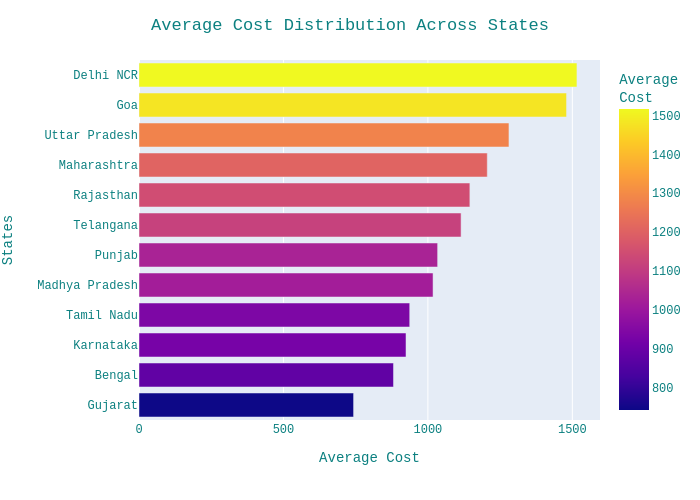 Average Cost Distribution Across States
Delhi NCR
Goa
Uttar Pradesh
Maharashtra
Rajasthan
Telangana
Punjab
Madhya Pradesh
Tamil Nadu
Karnataka
Bengal
Gujarat
States
0 500 1000 1500
Average Cost
Average
Cost
1500
1400
1300
1200
1100
1000
900
800